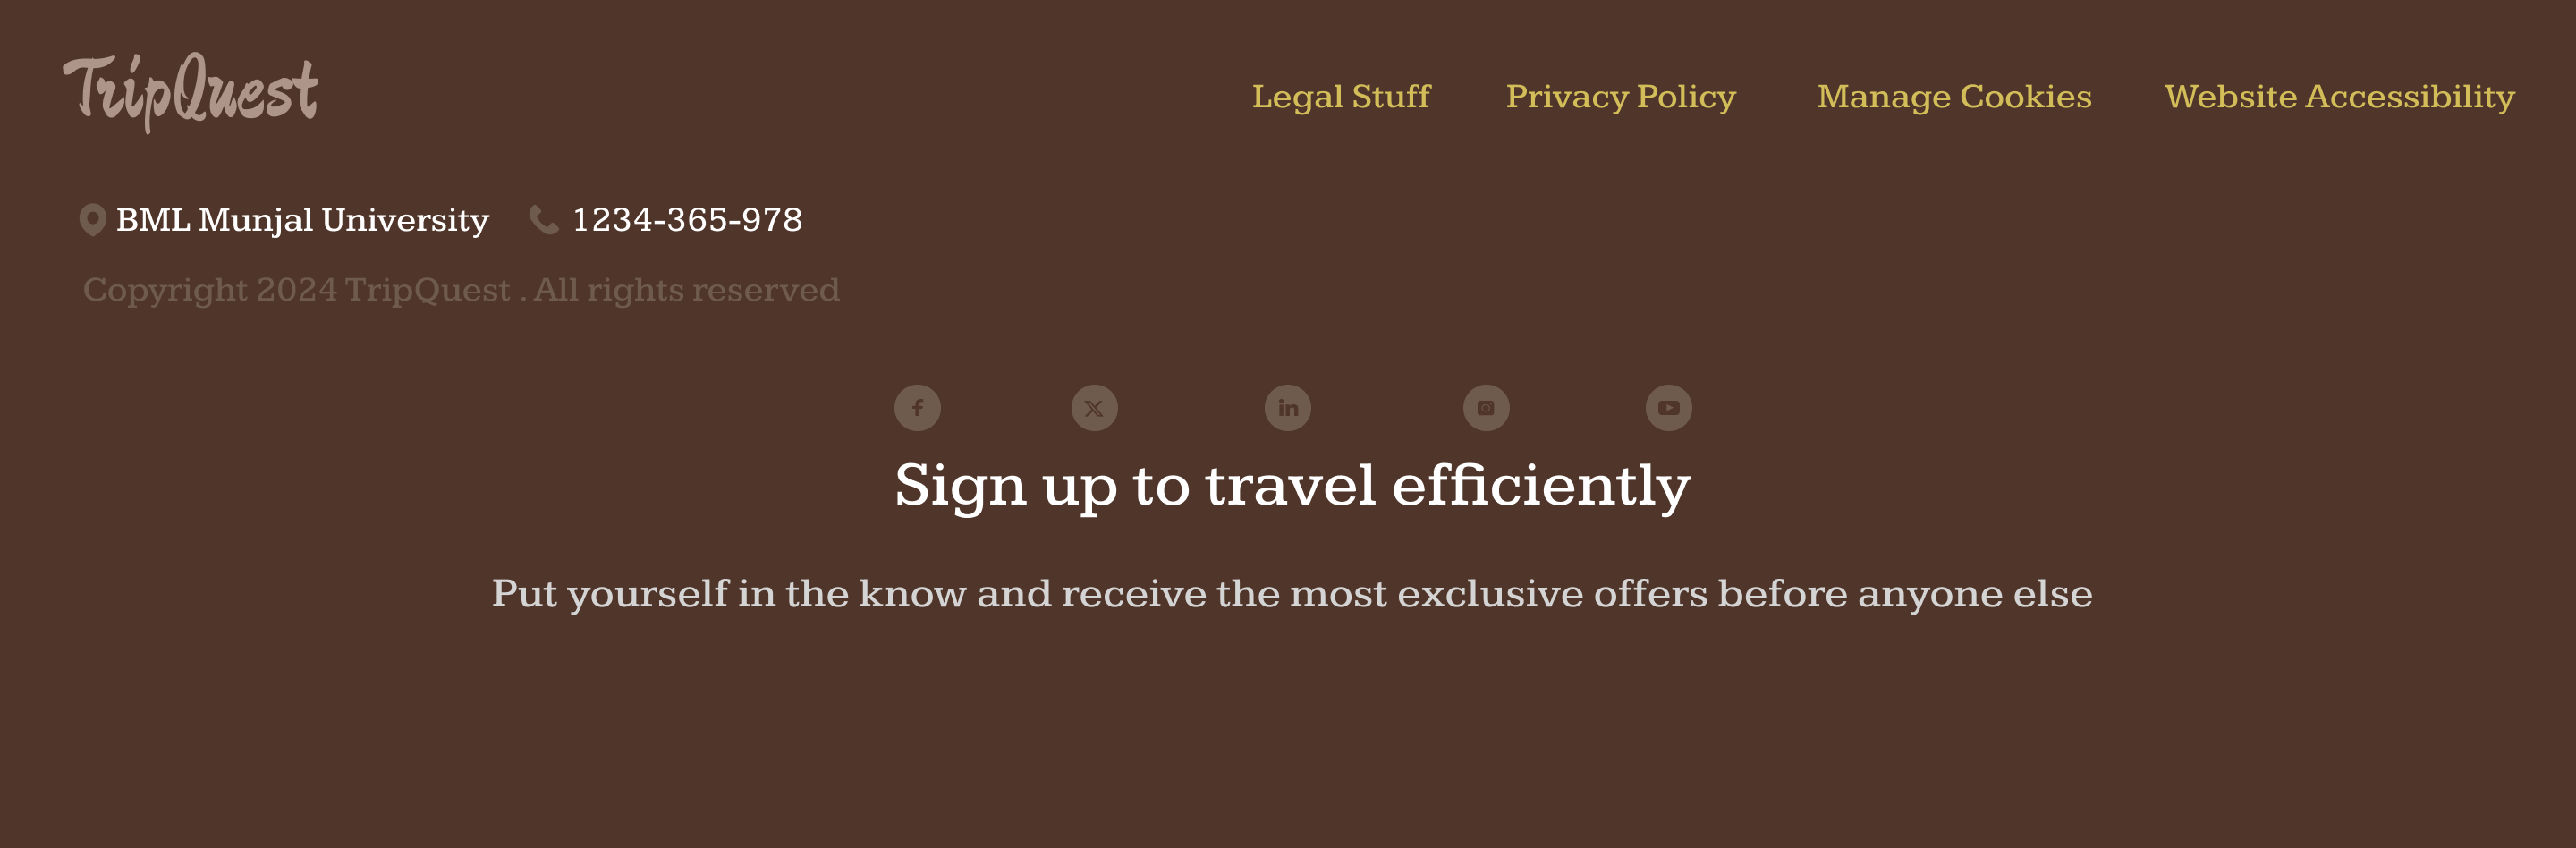 TripQuest
Legal Stuff Privacy Policy Manage Cookies Website Accessibility
BML Munjal University 1234-365-978
Copyright 2024 TripQuest . All rights reserved
Sign up to travel efficiently
Put yourself in the know and receive the most exclusive offers before anyone else